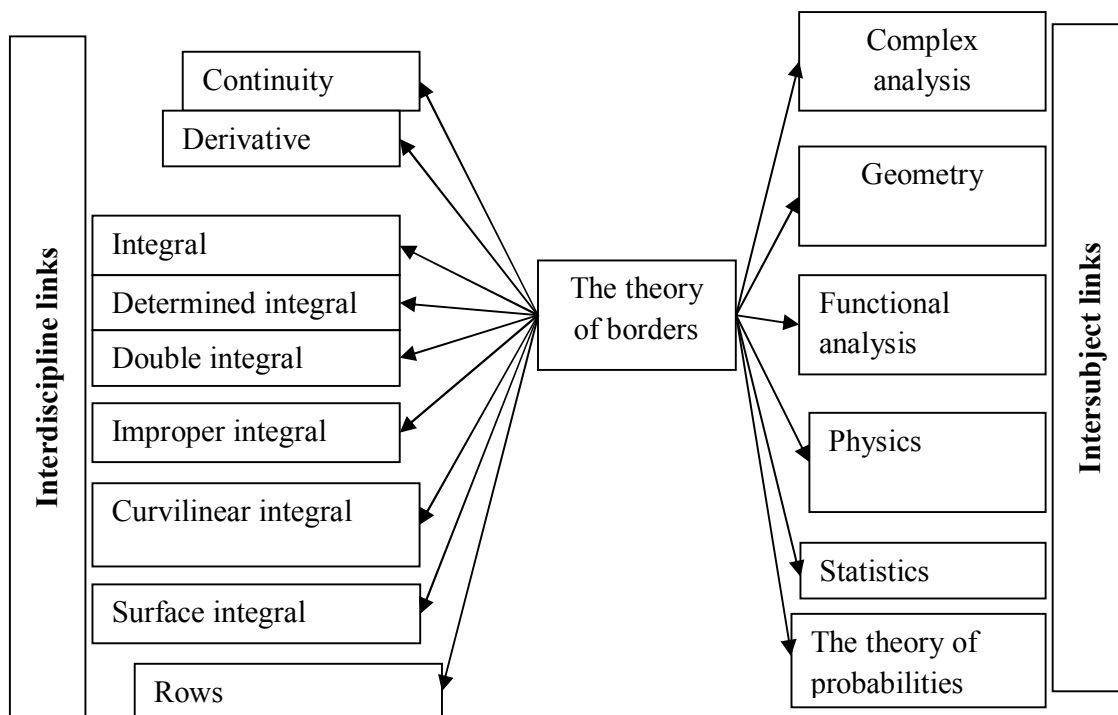 Interdiscipline links
Continuity
Derivative
Integral
Determined integral
Double integral
Improper integral
Curvilinear integral
Surface integral
Rows
The theory
of borders
Complex
analysis
Geometry
Functional
analysis
Physics
Statistics
The theory of
probabilities
Intersubject links